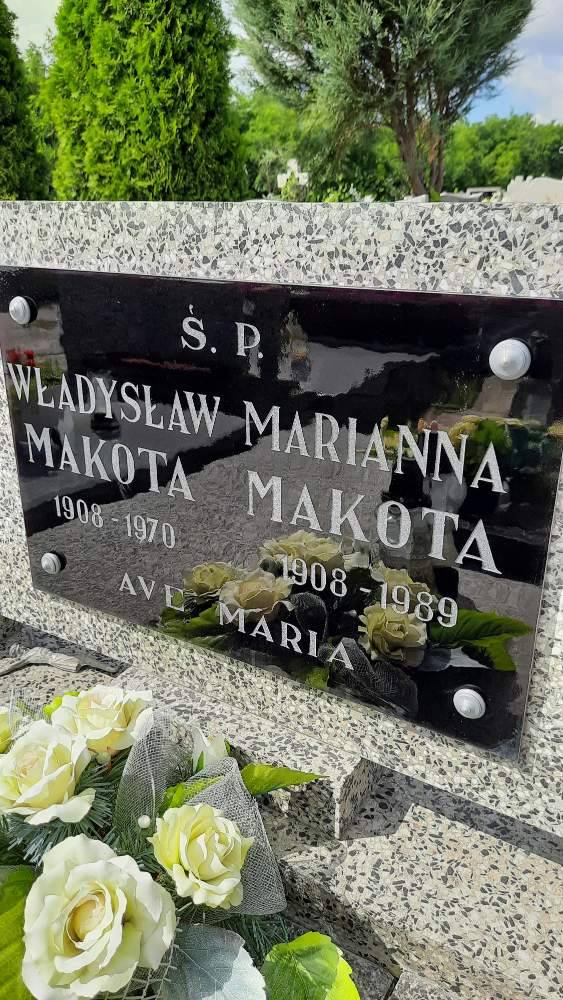 Ś. P.
WŁADYSŁAW
MAKOTA
1908 - 1970
MARIANNA
MAKOTA
1908 - 1989
AVE MARIA